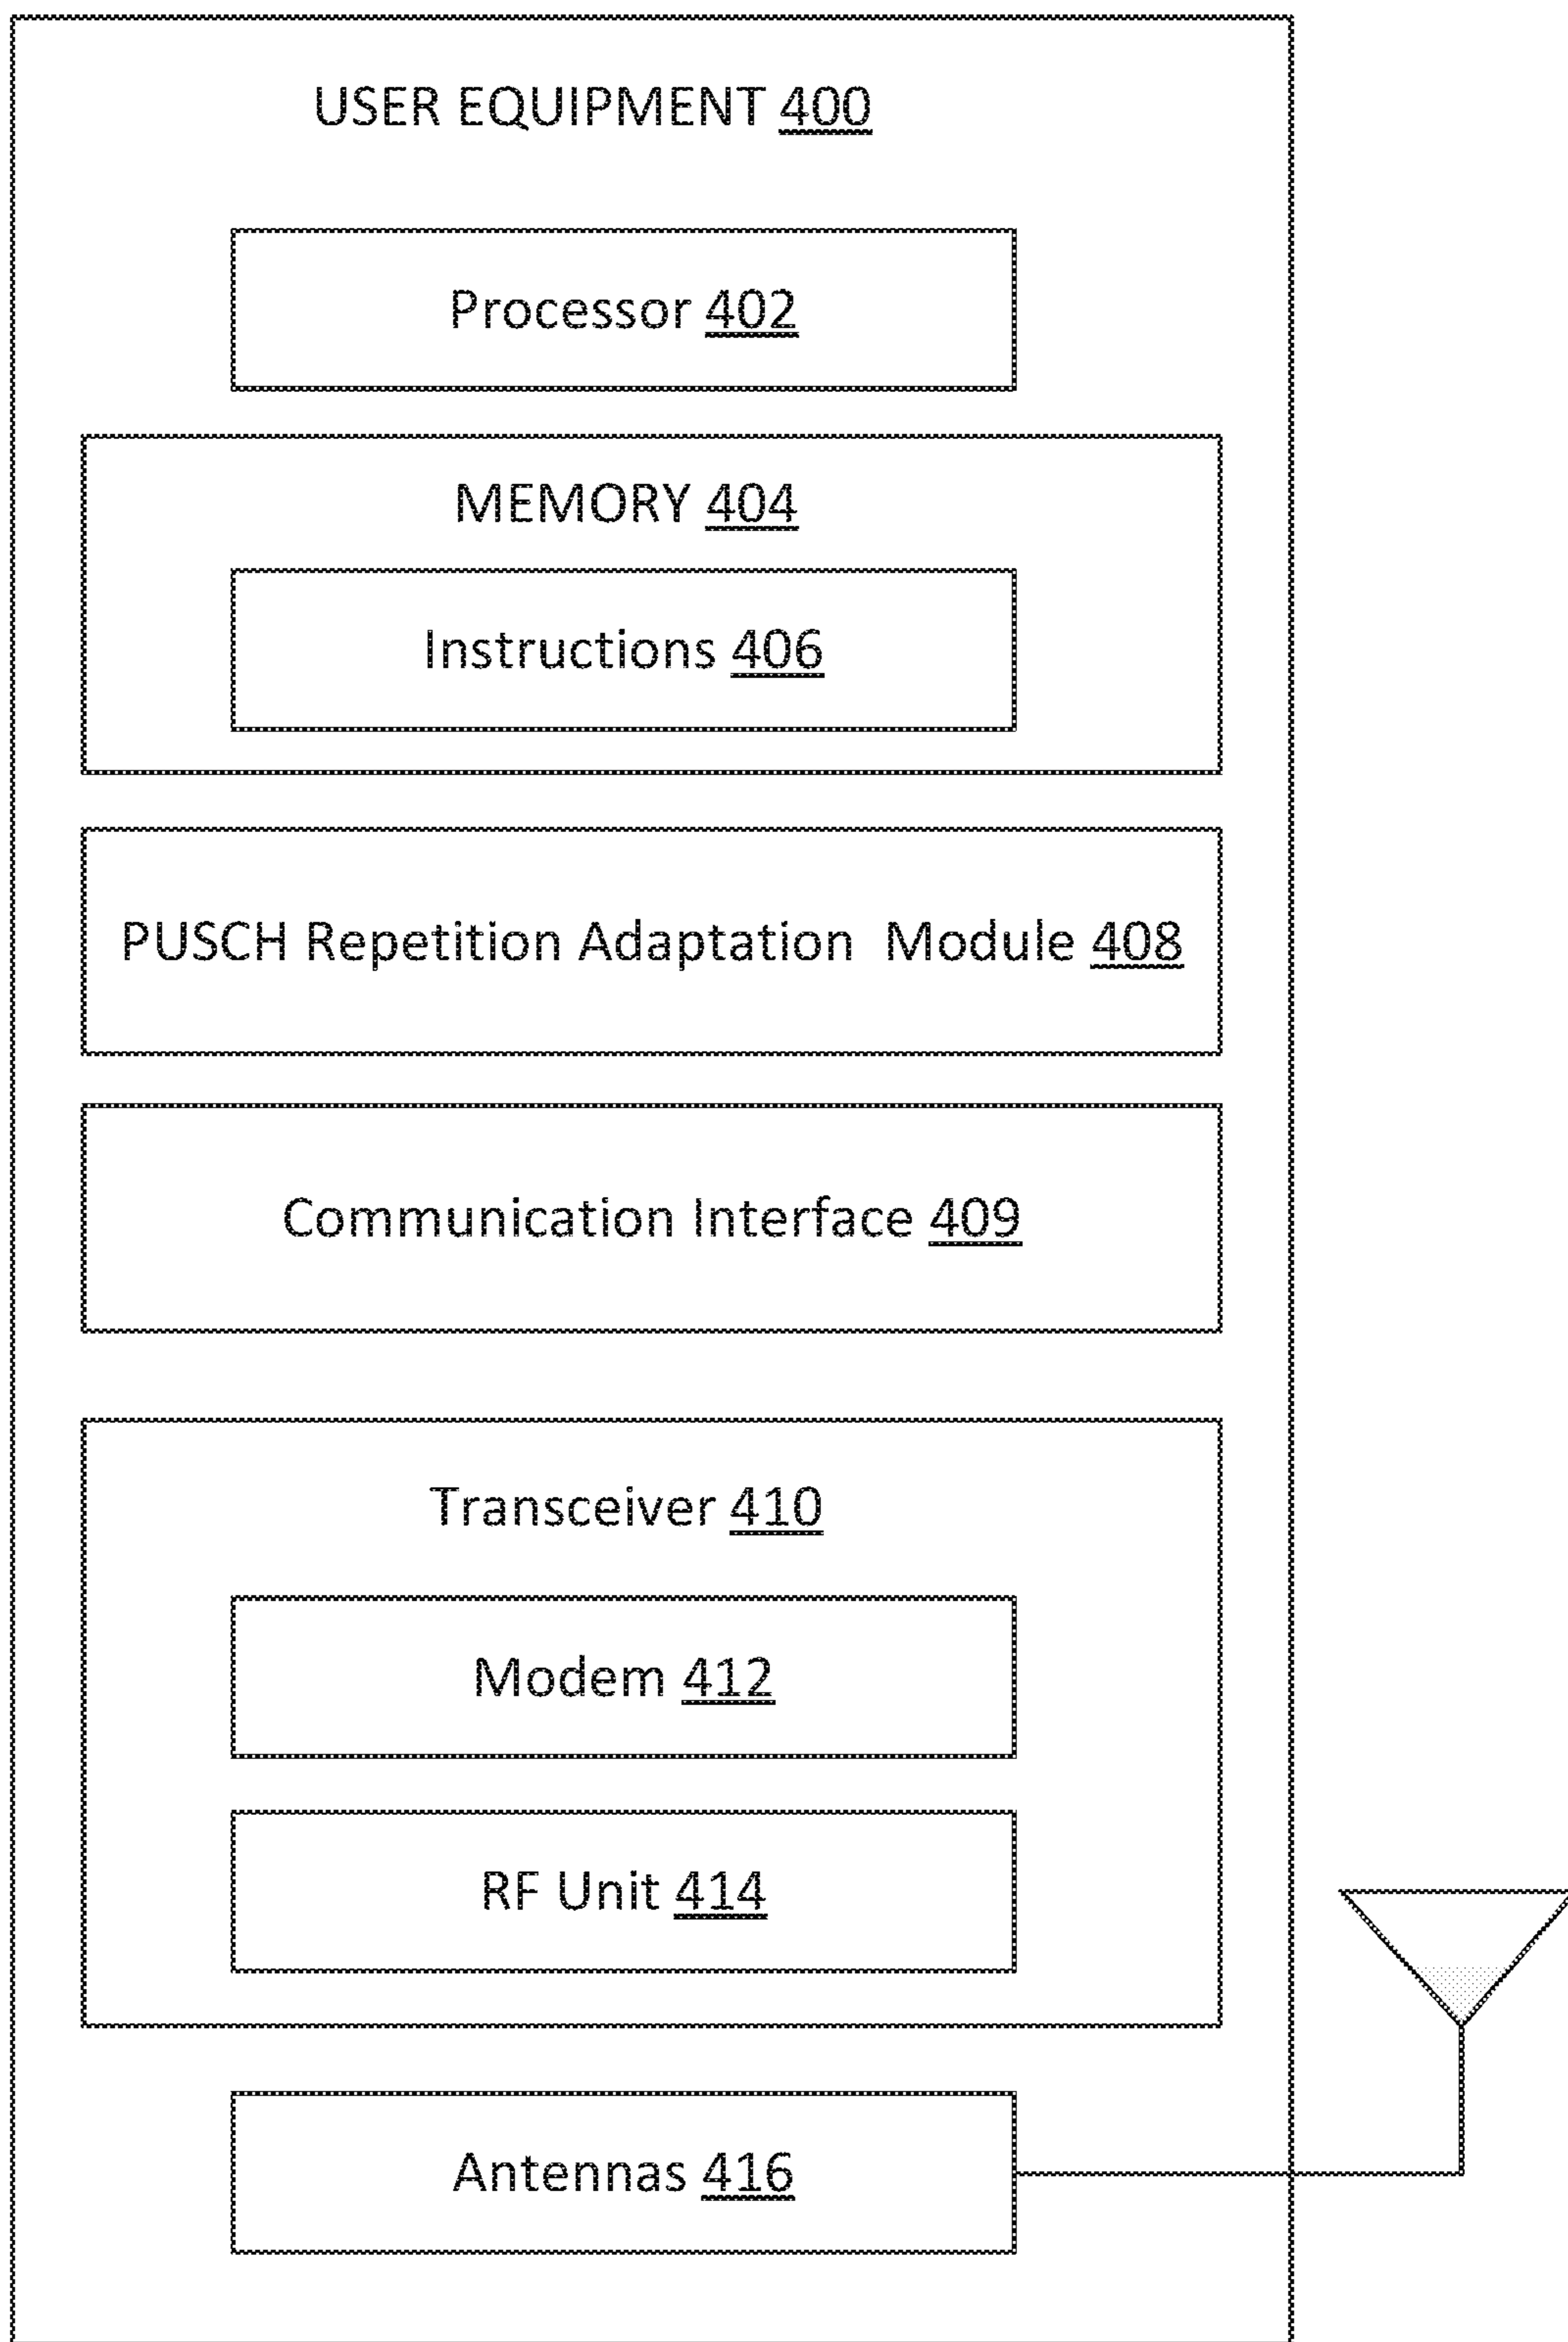 USER EQUIPMENT 400
Processor 402
MEMORY 404
Instructions 406
PUSCH Repetition Adaptation Module 408
Communication Interface 409
Transceiver 410
Modem 412
RF Unit 414
Antennas 416